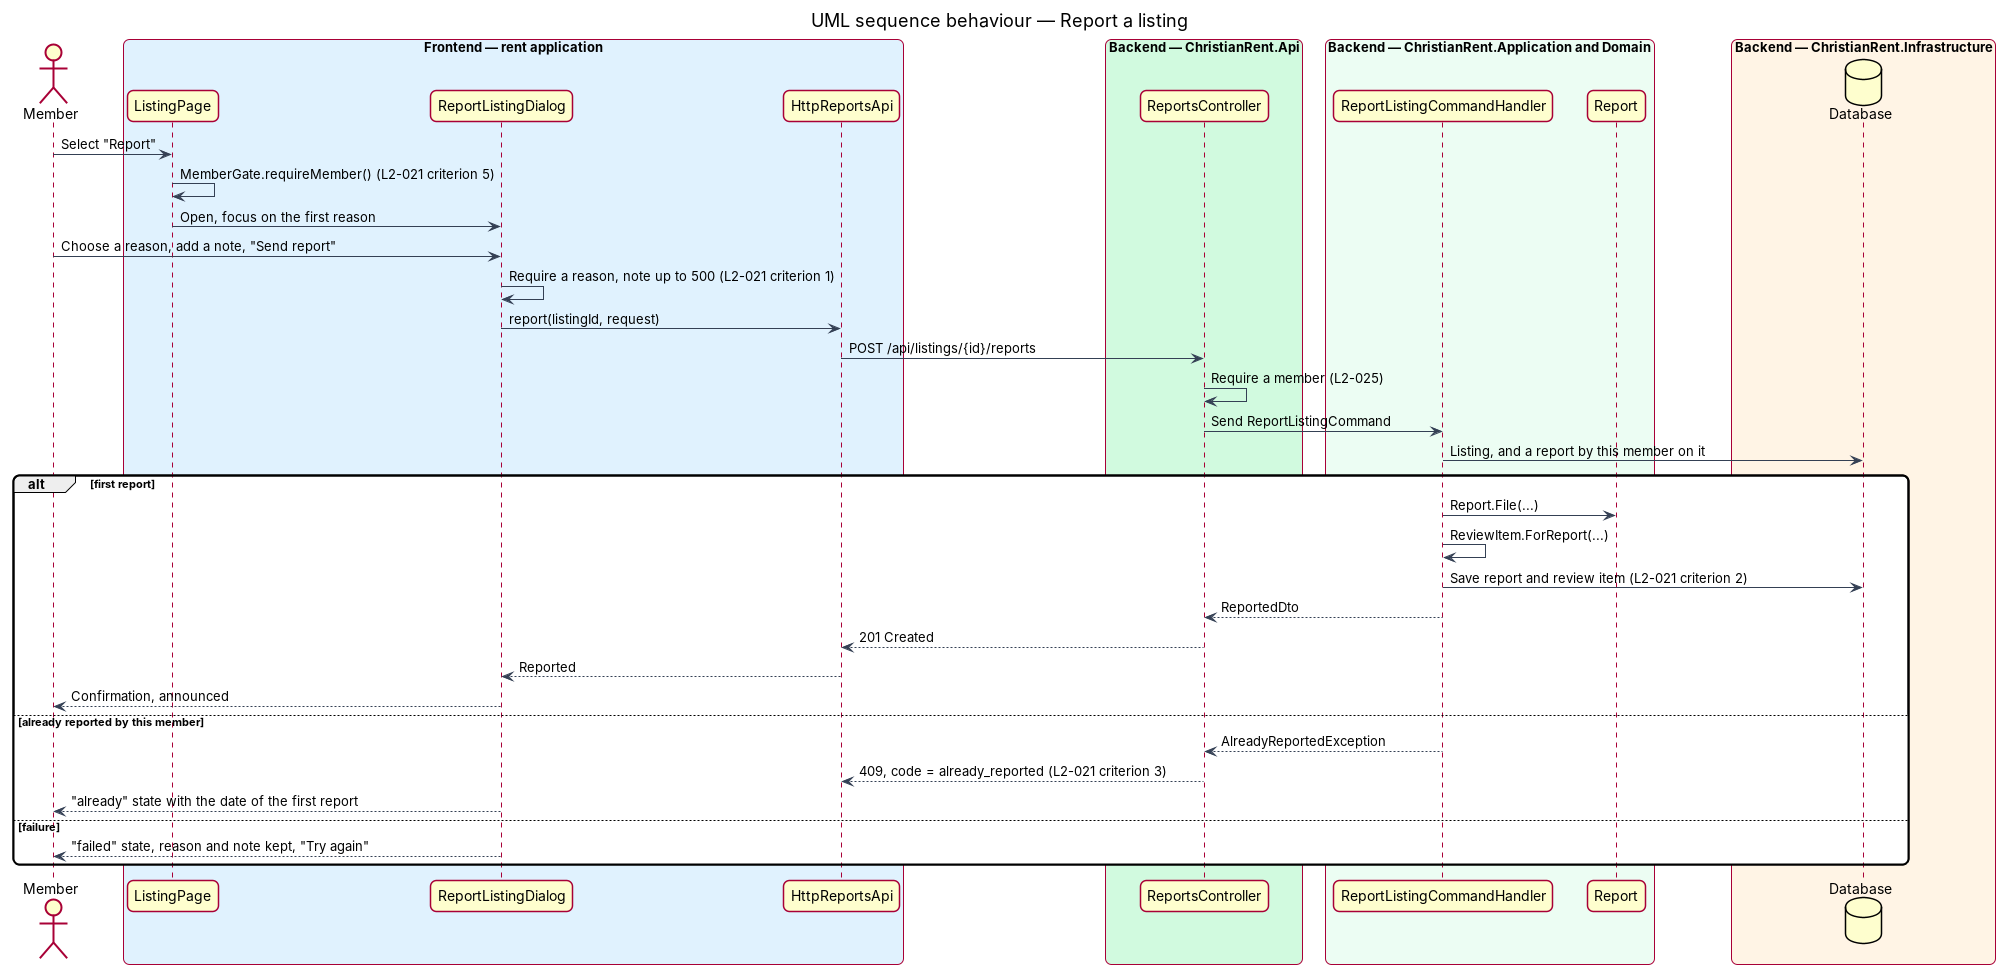 UML sequence behaviour — Report a listing
Frontend — rent application
Backend — ChristianRent.Api
Backend — ChristianRent.Application and Domain
Backend — ChristianRent.Infrastructure
Member
ListingPage
ReportListingDialog
HttpReportsApi
ReportsController
ReportListingCommandHandler
Report
Database
Select "Report"
MemberGate.requireMember() (L2-021 criterion 5)
Open, focus on the first reason
Choose a reason, add a note, "Send report"
Require a reason, note up to 500 (L2-021 criterion 1)
report(listingId, request)
POST /api/listings/{id}/reports
Require a member (L2-025)
Send ReportListingCommand
Listing, and a report by this member on it
alt
[first report]
Report.File(...)
ReviewItem.ForReport(...)
Save report and review item (L2-021 criterion 2)
ReportedDto
201 Created
Reported
Confirmation, announced
[already reported by this member]
AlreadyReportedException
409, code = already_reported (L2-021 criterion 3)
"already" state with the date of the first report
[failure]
"failed" state, reason and note kept, "Try again"
Member
ListingPage
ReportListingDialog
HttpReportsApi
ReportsController
ReportListingCommandHandler
Report
Database